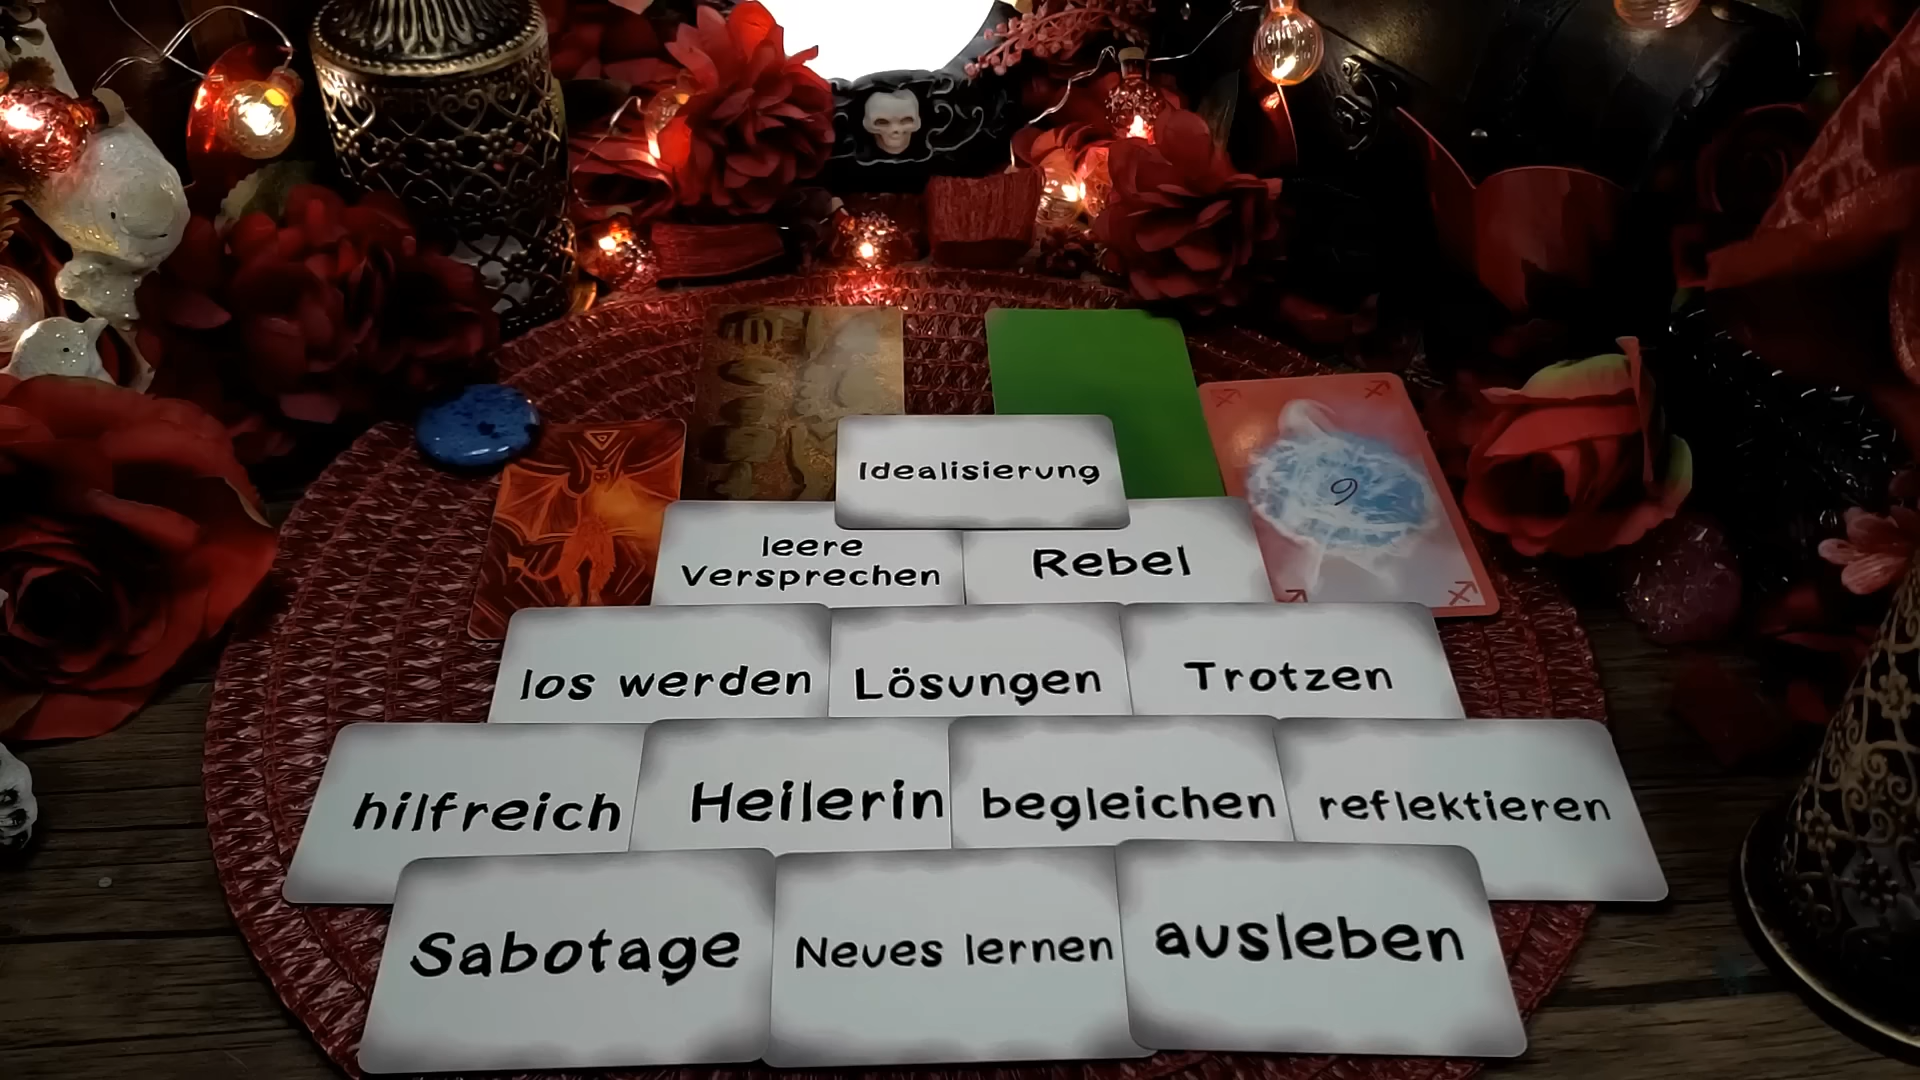 Idealisierung
leere
Versprechen
Rebel
los werden
Lösungen
Trotzen
hilfreich
Heilerin
begleichen
reflektieren
Sabotage
Neues lernen
ausleben
9